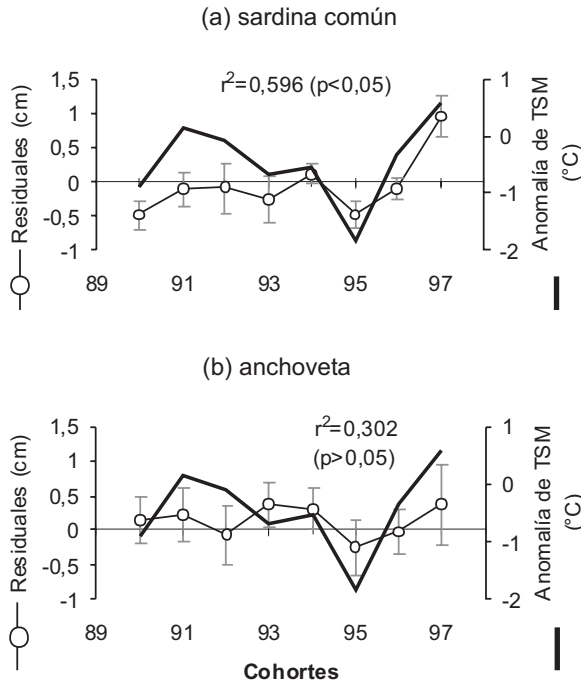 (a) sardina común
r²=0,596 (p<0,05)
Residuales (cm)
1,5
1
0,5
0
-0,5
-1
1
0
-1
-2
Anomalía de TSM
°C)
89 91 93 95 97
(b) anchoveta
r²=0,302
(p>0,05)
Residuales (cm)
1,5
1
0,5
0
-0,5
-1
1
0
-1
-2
Anomalía de TSM
°C)
89 91 93 95 97
Cohortes